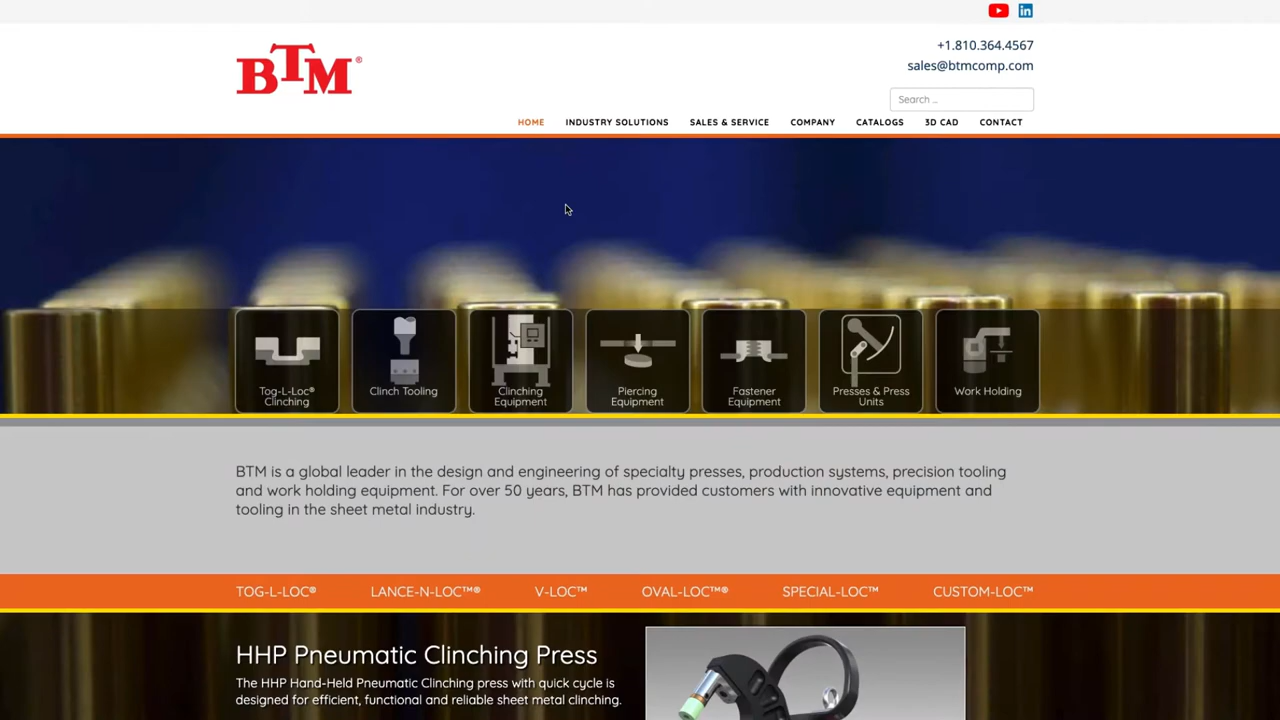 BTM®
+1.810.364.4567
sales@btmcomp.com
Search ...
HOME INDUSTRY SOLUTIONS SALES & SERVICE COMPANY CATALOGS 3D CAD CONTACT
Tog-L-Loc®
Clinching
Clinch Tooling
Clinching
Equipment
Piercing
Equipment
Fastener
Equipment
Presses & Press
Units
Work Holding
BTM is a global leader in the design and engineering of specialty presses, production systems, precision tooling
and work holding equipment. For over 50 years, BTM has provided customers with innovative equipment and
tooling in the sheet metal industry.
TOG-L-LOC® LANCE-N-LOC™® V-LOC™ OVAL-LOC™® SPECIAL-LOC™ CUSTOM-LOC™
HHP Pneumatic Clinching Press
The HHP Hand-Held Pneumatic Clinching press with quick cycle is
designed for efficient, functional and reliable sheet metal clinching.